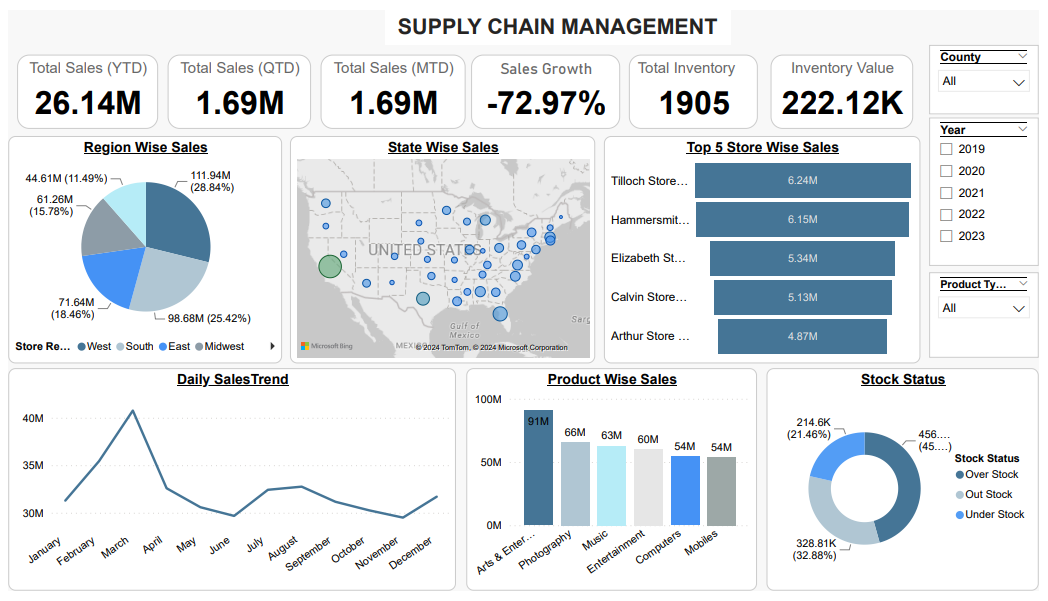 SUPPLY CHAIN MANAGEMENT
Total Sales (YTD)
26.14M
Total Sales (QTD)
1.69M
Total Sales (MTD)
1.69M
Sales Growth
-72.97%
Total Inventory
1905
Inventory Value
222.12K
County
All
Year
2019
2020
2021
2022
2023
Product Ty...
All
Region Wise Sales
44.61M (11.49%)
111.94M
(28.84%)
61.26M
(15.78%)
71.64M
(18.46%)
98.68M (25.42%)
Store Re...
West
South
East
Midwest
State Wise Sales
UNITED STATES
Gulf of
Mexico
Sarg
MEXIC
Microsoft Bing
© 2024 TomTom, © 2024 Microsoft Corporation
Top 5 Store Wise Sales
Tilloch Store...
6.24M
Hammersmit...
6.15M
Elizabeth St...
5.34M
Calvin Store...
5.13M
Arthur Store ...
4.87M
Daily SalesTrend
40M
35M
30M
January
February
March
April
May
June
July
August
September
October
November
December
Product Wise Sales
100M
50M
0M
91M
66M
63M
60M
54M
54M
Arts & Enter...
Photography
Music
Entertainment
Computers
Mobiles
Stock Status
214.6K
(21.46%)
456....
(45....)
328.81K
(32.88%)
Stock Status
Over Stock
Out Stock
Under Stock